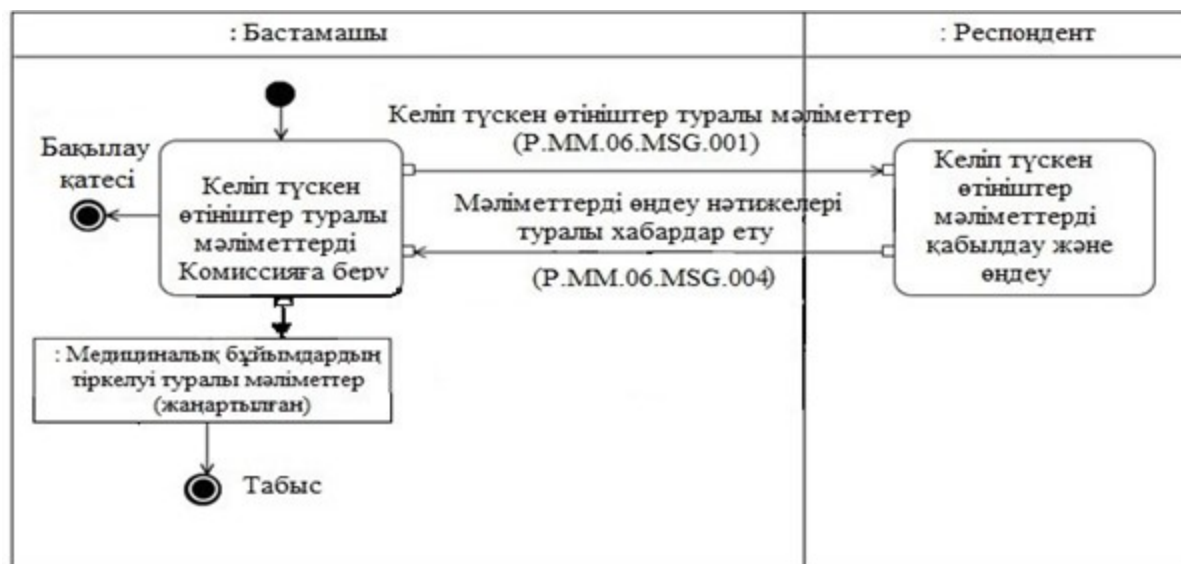 : Бастамашы
: Респондент
Бақылау
қатесі
Келіп түскен
өтініштер туралы
мәліметтерді
Комиссияға беру
Келіп түскен өтініштер туралы мәліметтер
(P.MM.06.MSG.001)
Мәліметтерді өңдеу нәтижелері
туралы хабардар ету
(P.MM.06.MSG.004)
Келіп түскен
өтініштер
мәліметтерді
қабылдау және
өңдеу
: Медициналық бұйымдардың
тіркелуі туралы мәліметтер
(жаңартылған)
Табыс